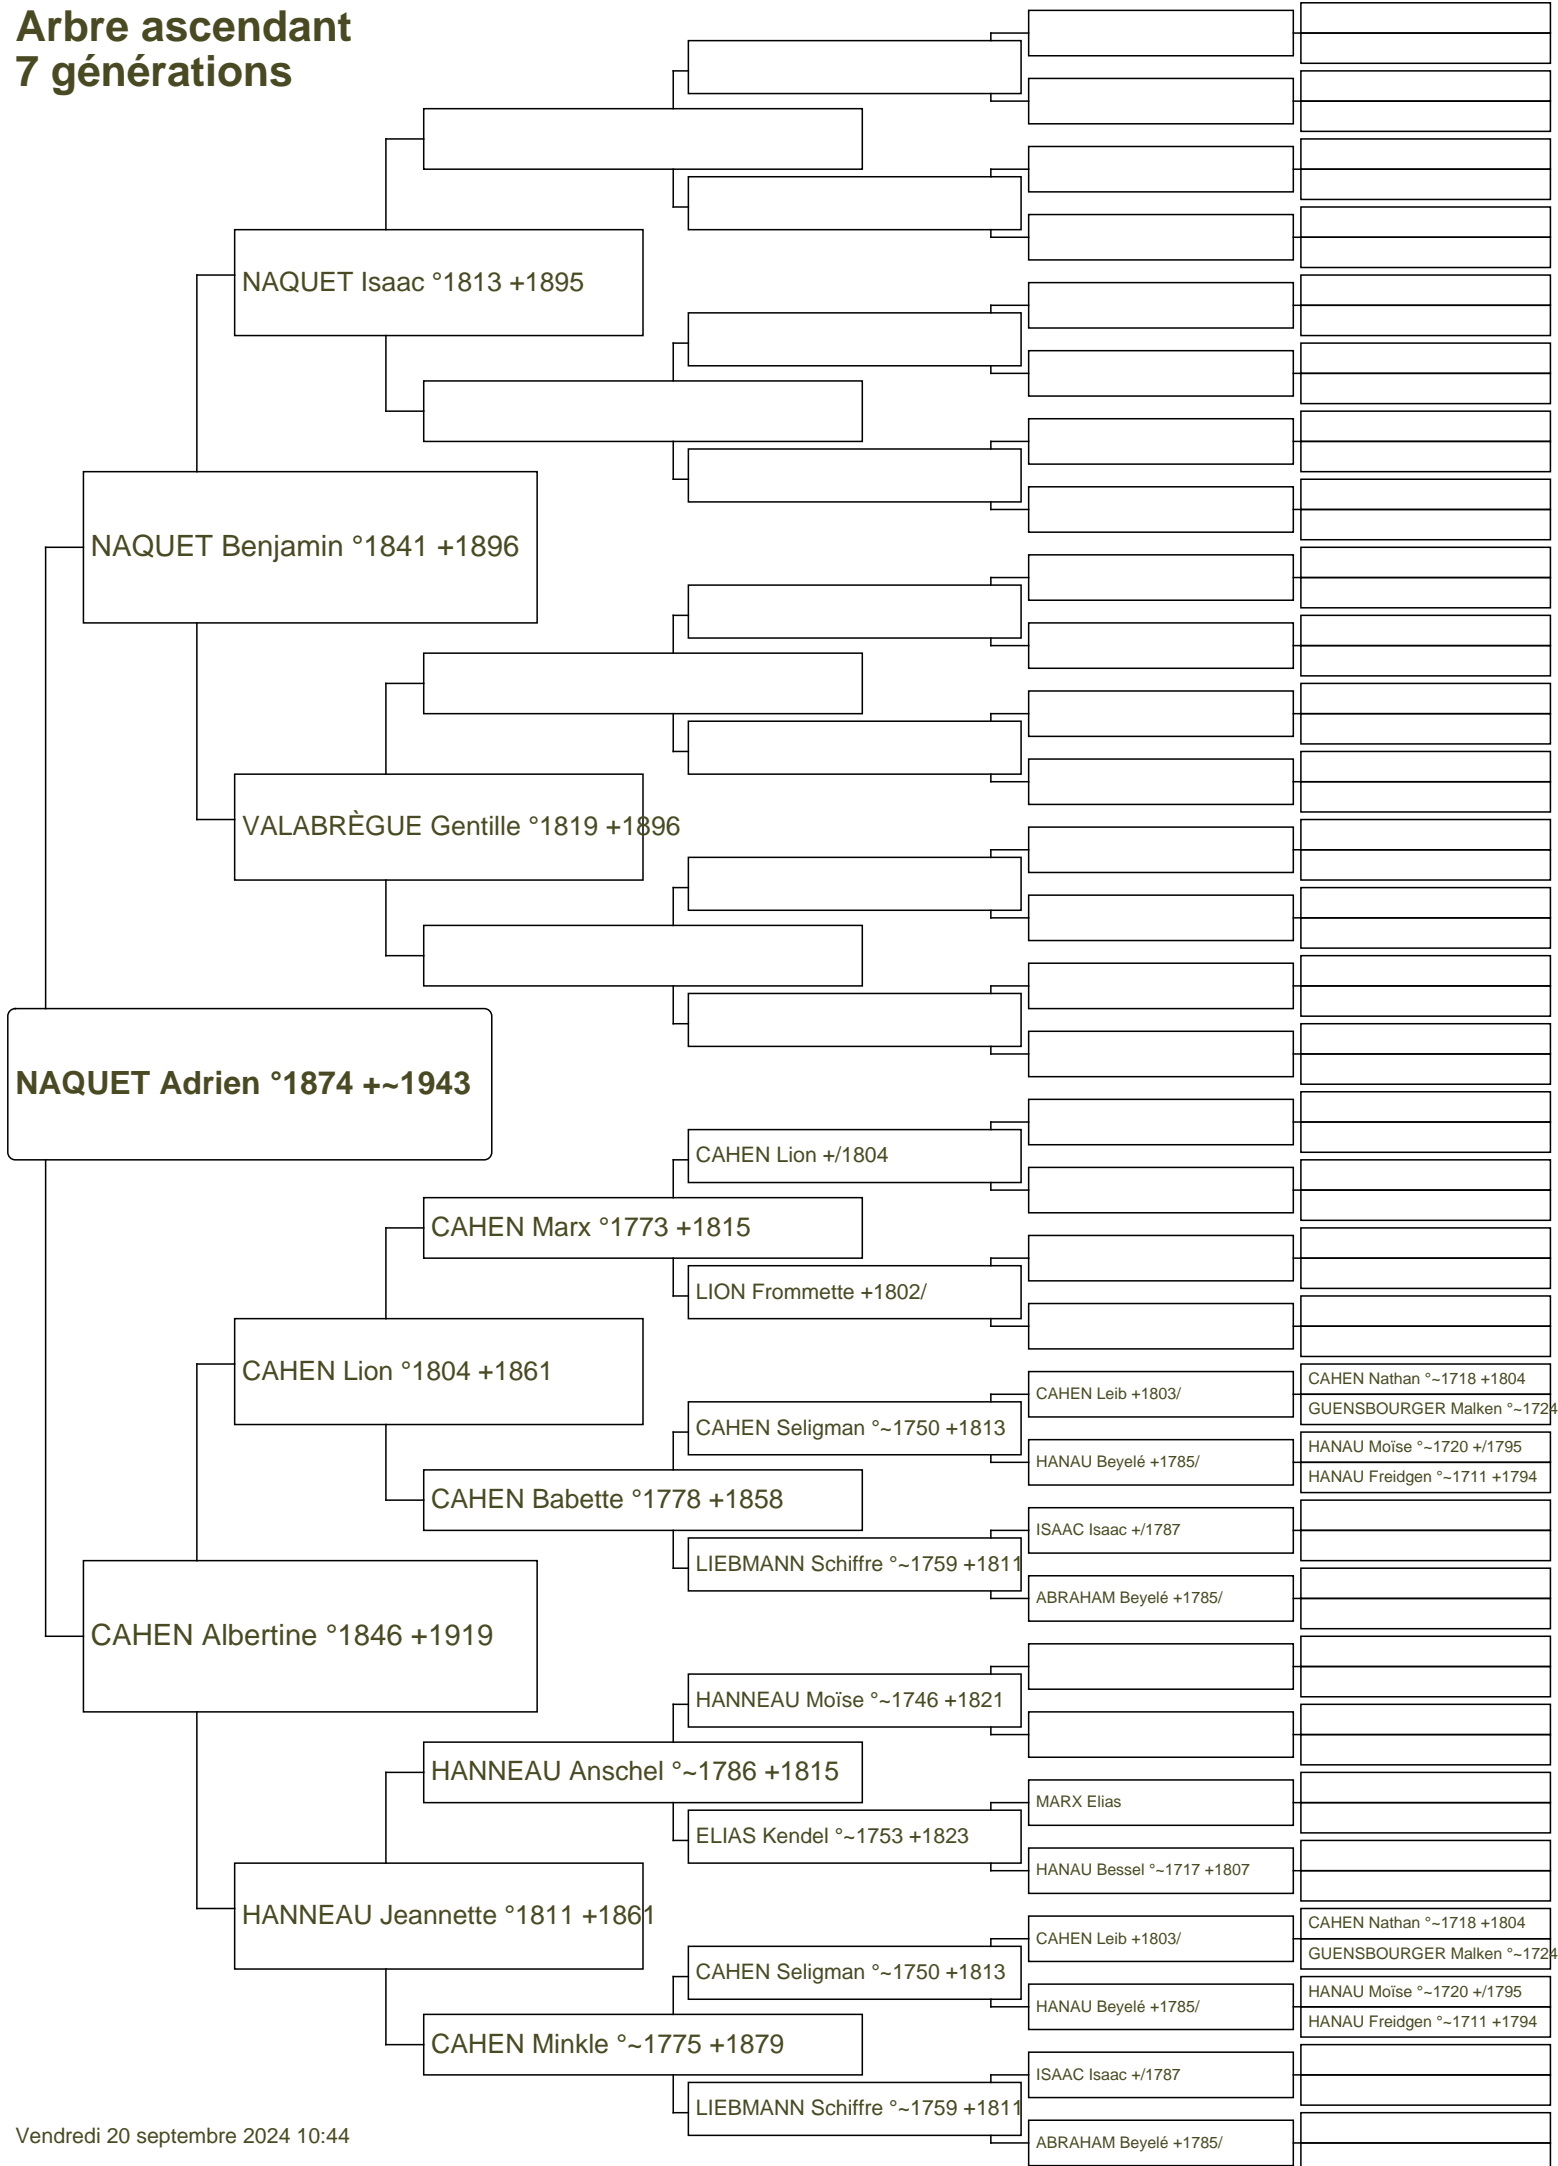 Arbre ascendant
7 générations
NAQUET Isaac °1813 +1895
NAQUET Benjamin °1841 +1896
VALABRÈGUE Gentille °1819 +1896
NAQUET Adrien °1874 +~1943
CAHEN Lion +/1804
CAHEN Marx °1773 +1815
LION Frommette +1802/
CAHEN Lion °1804 +1861
CAHEN Nathan °~1718 +1804
CAHEN Leib +1803/
GUENSBOURGER Malken °~1724
CAHEN Seligman °~1750 +1813
HANAU Moïse °~1720 +/1795
HANAU Beyelé +1785/
HANAU Freidgen °~1711 +1794
CAHEN Babette °1778 +1858
ISAAC Isaac +/1787
LIEBMANN Schiffre °~1759 +1811
ABRAHAM Beyelé +1785/
CAHEN Albertine °1846 +1919
HANNEAU Moïse °~1746 +1821
HANNEAU Anschel °~1786 +1815
MARX Elias
ELIAS Kendel °~1753 +1823
HANAU Bessel °~1717 +1807
HANNEAU Jeannette °1811 +1861
CAHEN Nathan °~1718 +1804
CAHEN Leib +1803/
GUENSBOURGER Malken °~1724
CAHEN Seligman °~1750 +1813
HANAU Moïse °~1720 +/1795
HANAU Beyelé +1785/
HANAU Freidgen °~1711 +1794
CAHEN Minkle °~1775 +1879
ISAAC Isaac +/1787
LIEBMANN Schiffre °~1759 +1811
ABRAHAM Beyelé +1785/
Vendredi 20 septembre 2024 10:44